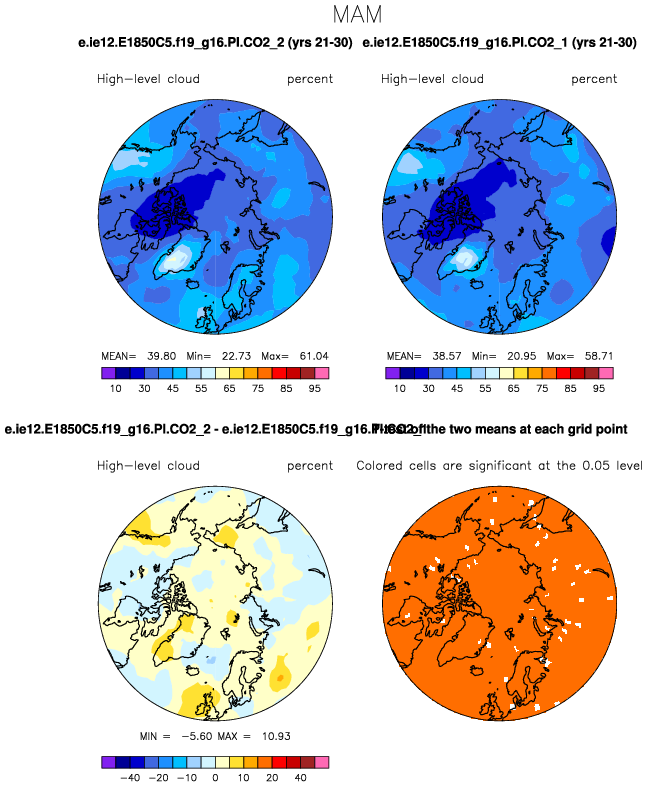 MAM
e.ie12.E1850C5.f19_g16.PI.CO2_2 (yrs 21-30) e.ie12.E1850C5.f19_g16.PI.CO2_1 (yrs 21-30)
High-level cloud percent High-level cloud percent
MEAN= 39.80 Min= 22.73 Max= 61.04 MEAN= 38.57 Min= 20.95 Max= 58.71
10 30 45 55 65 75 85 95 10 30 45 55 65 75 85 95
e.ie12.E1850C5.f19_g16.PI.CO2_2 - e.ie12.E1850C5.f19_g16.PI.CO2_1 of the two means at each grid point
High-level cloud percent Colored cells are significant at the 0.05 level
MIN = -5.60 MAX = 10.93
-40 -20 -10 0 10 20 40